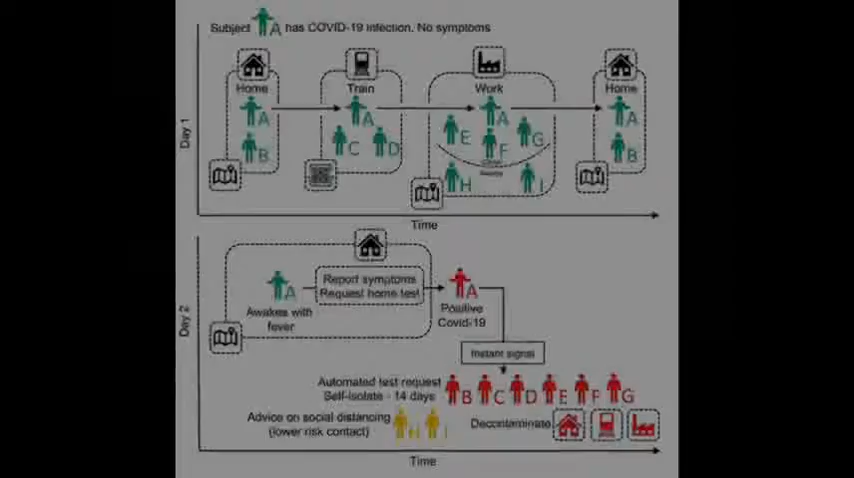 Subject A has COVID-19 infection. No symptoms
Home
Train
Work
Home
A
A
A
A
B
C
D
E
F
G
B
H
I
Day 1
Time
Report symptoms
Request home test
A
A
Awakes with
fever
Positive
Covid-19
Day 2
Instant signal
Automated test request
Self-isolate - 14 days
B
C
D
E
F
G
Advice on social distancing
(lower risk contact)
H
I
Decontaminate
Time